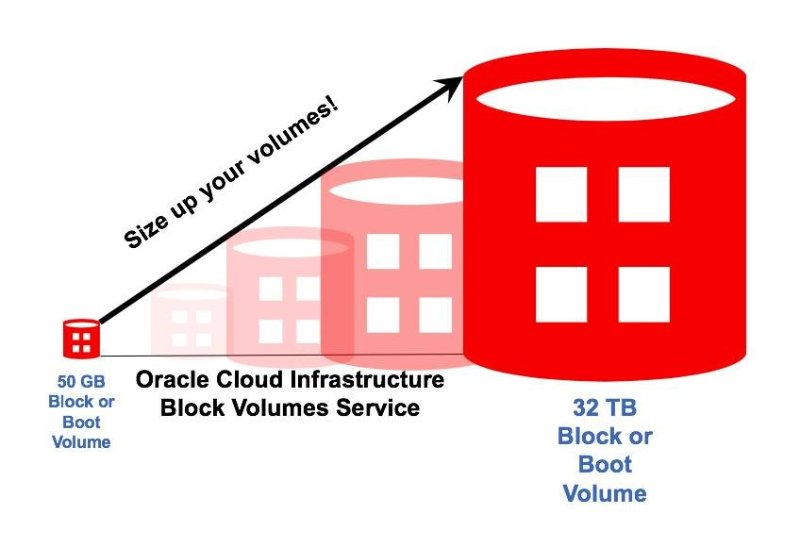 Size up your volumes!
50 GB
Block or
Boot
Volume
Oracle Cloud Infrastructure
Block Volumes Service
32 TB
Block or
Boot
Volume